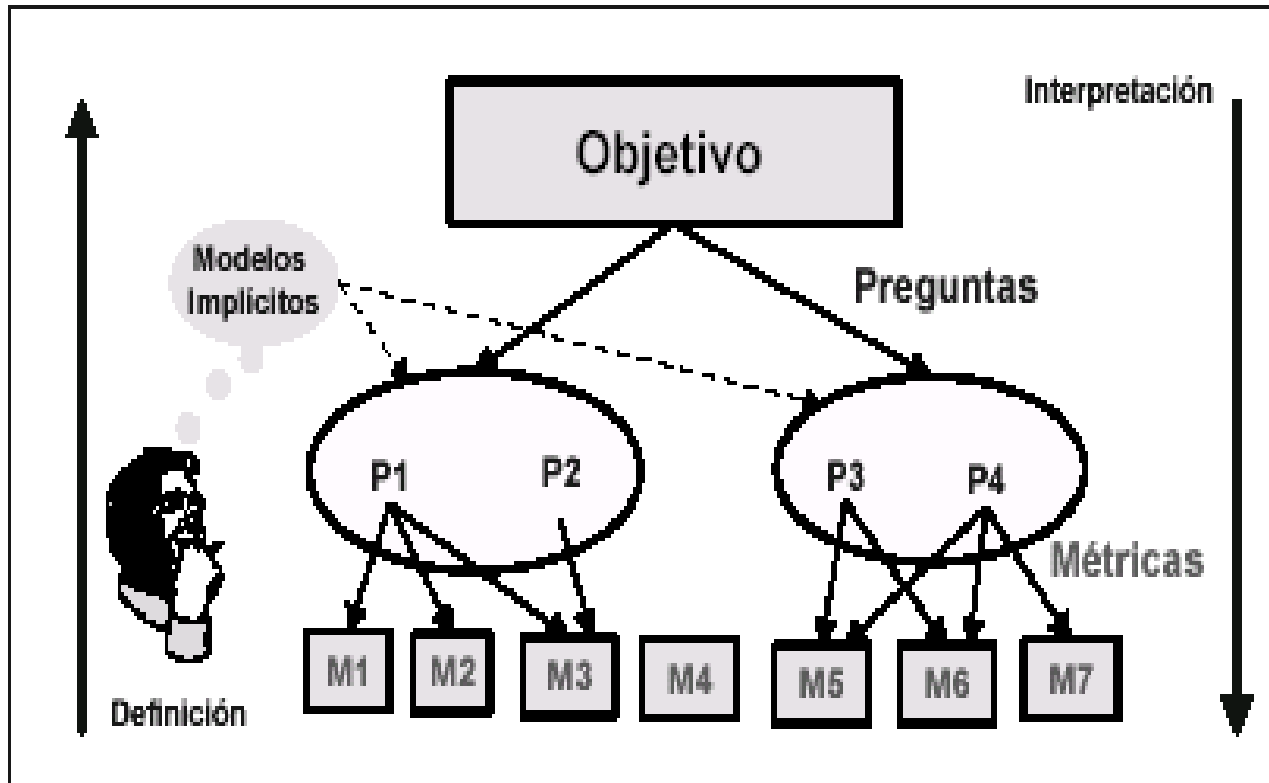 Interpretación
Objetivo
Modelos
Implícitos
Preguntas
P1
P2
P3
P4
Métricas
M1
M2
M3
M4
M5
M6
M7
Definición